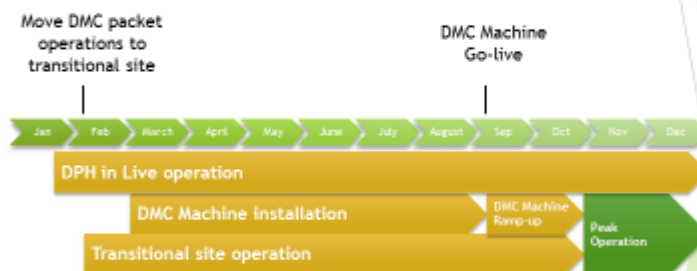 Move DMC packet
operations to
transitional site
DMC Machine
Go-live
Jan Feb March April May June July August Sep Oct Nov Dec
DPH in Live operation
DMC Machine installation
DMC Machine
Ramp-up
Peak
Operation
Transitional site operation